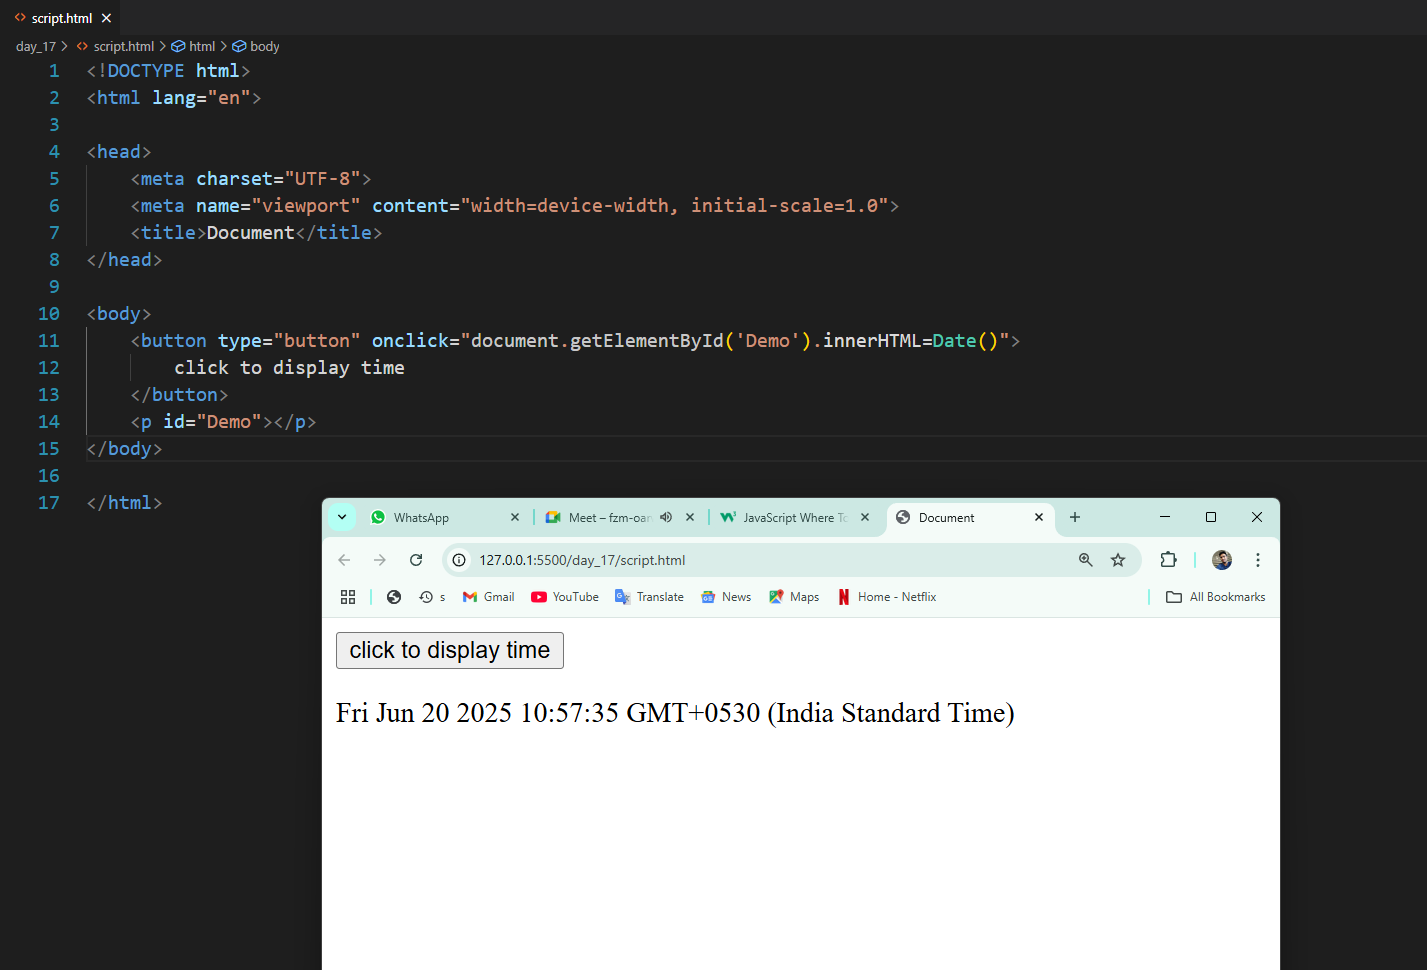 script.html
day_17 > script.html > html > body
1 <!DOCTYPE html>
2 <html lang="en">
3
4 <head>
5     <meta charset="UTF-8">
6     <meta name="viewport" content="width=device-width, initial-scale=1.0">
7     <title>Document</title>
8 </head>
9
10 <body>
11     <button type="button" onclick="document.getElementById('Demo').innerHTML=Date()">
12         click to display time
13     </button>
14     <p id="Demo"></p>
15 </body>
16
17 </html>
WhatsApp Meet – fzm-oar JavaScript Where To Document
127.0.0.1:5500/day_17/script.html
s Gmail YouTube Translate News Maps Home - Netflix All Bookmarks
click to display time
Fri Jun 20 2025 10:57:35 GMT+0530 (India Standard Time)